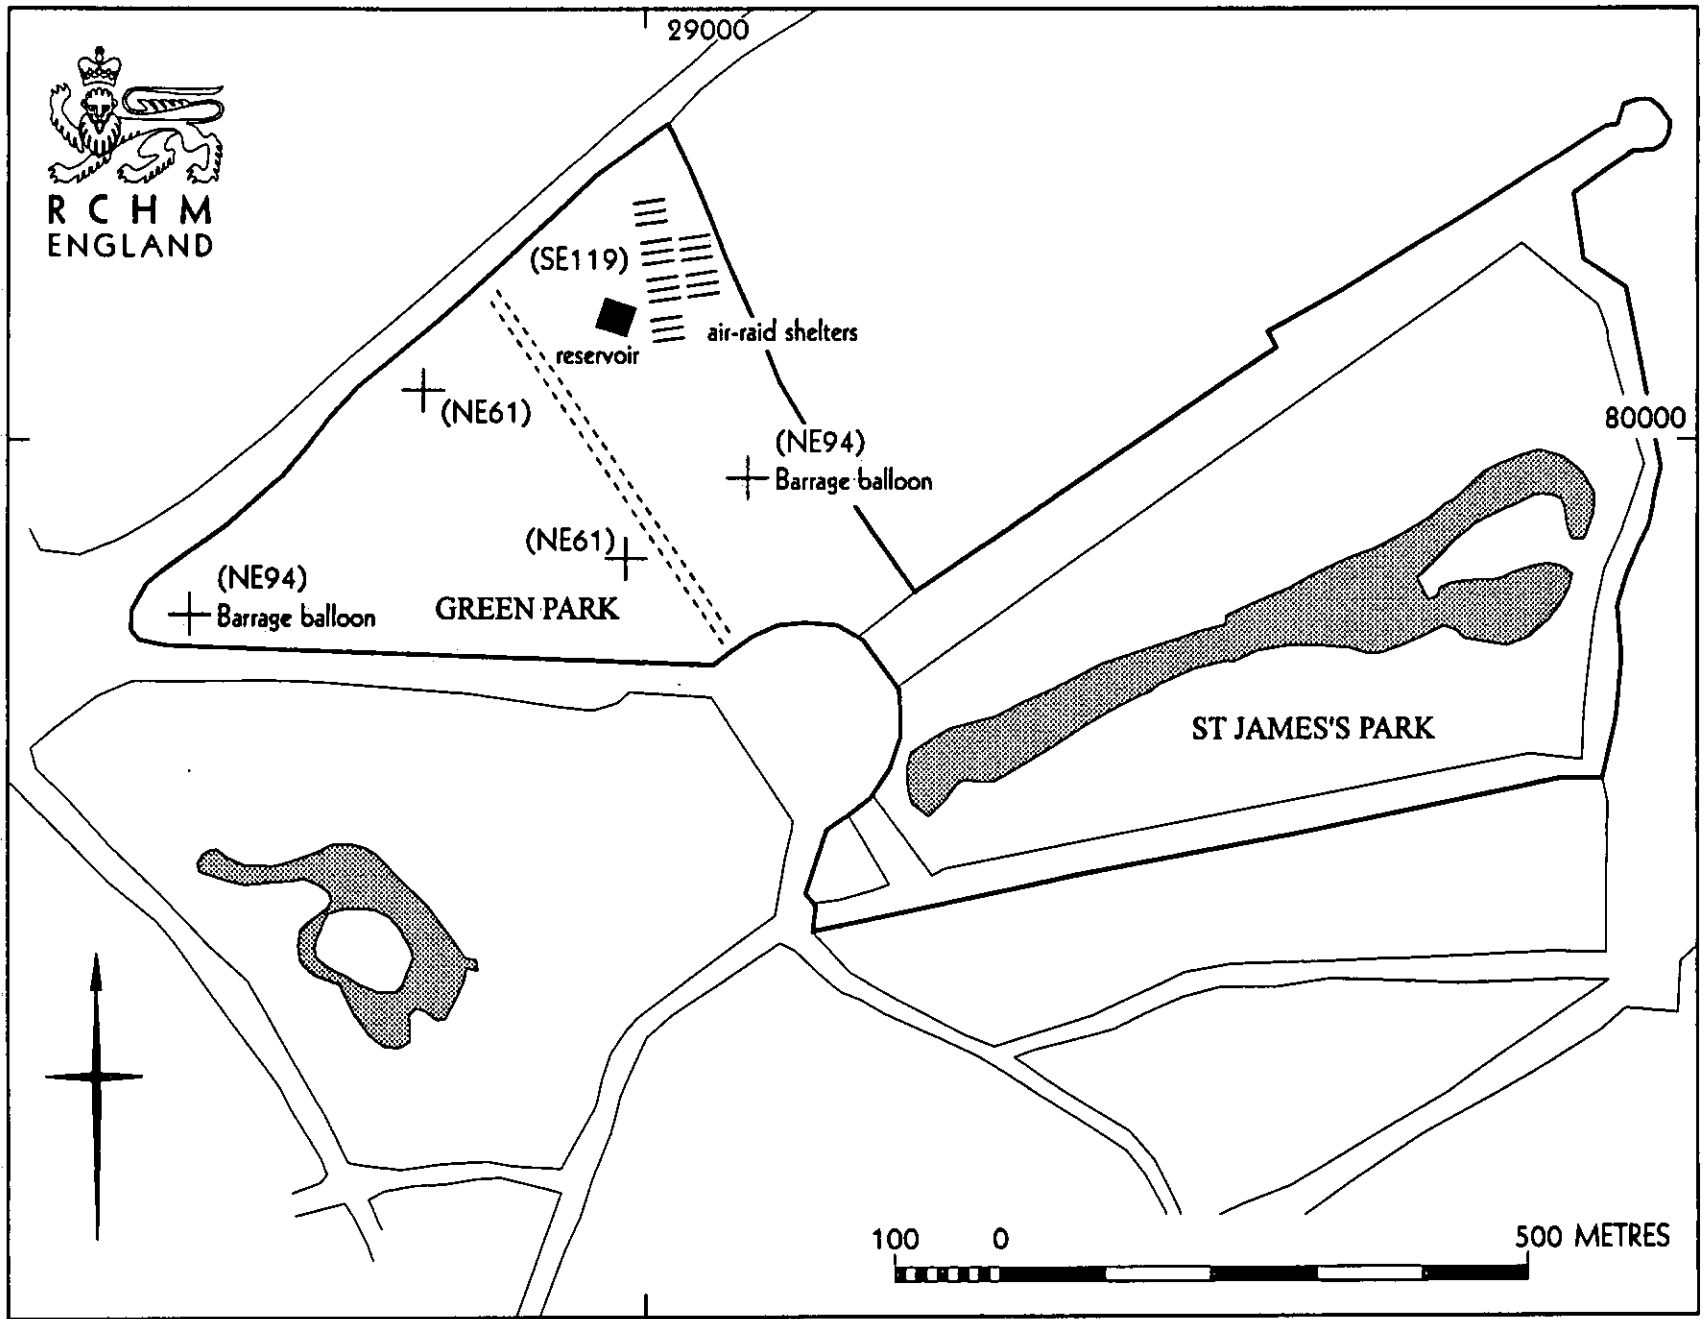 29000
R C H M
ENGLAND
(SE119)
air-raid shelters
reservoir
(NE61)
80000
(NE94)
Barrage balloon
(NE61)
(NE94)
Barrage balloon
GREEN PARK
ST JAMES'S PARK
100 0 500 METRES